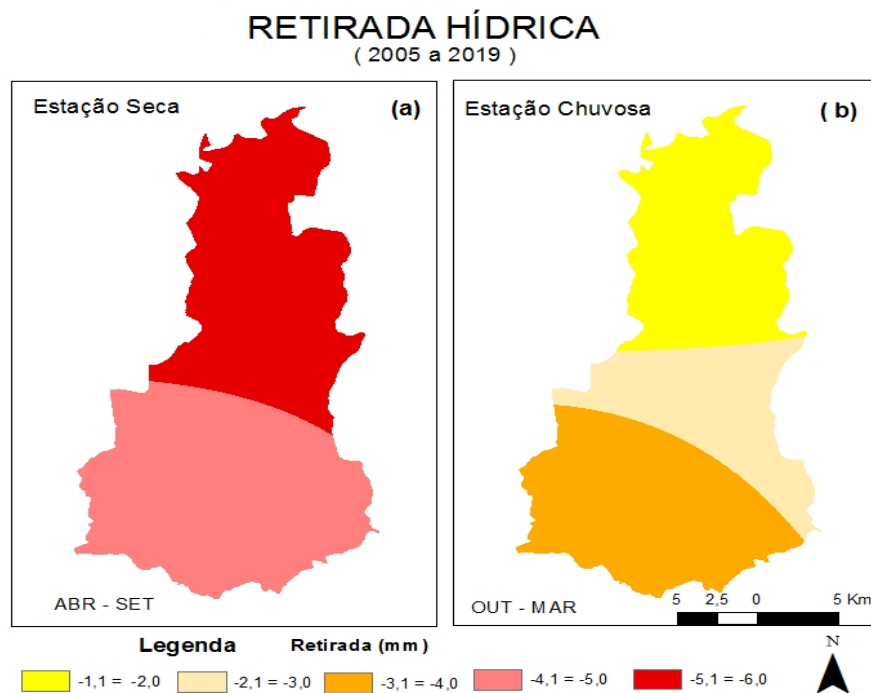 RETIRADA HÍDRICA
( 2005 a 2019 )
Estação Seca (a)
ABR - SET
Estação Chuvosa ( b)
OUT - MAR
5 2,5 0 5 Km
Legenda Retirada (mm)
N
-1,1 = -2,0 -2,1 = -3,0 -3,1 = -4,0 -4,1 = -5,0 -5,1 = -6,0